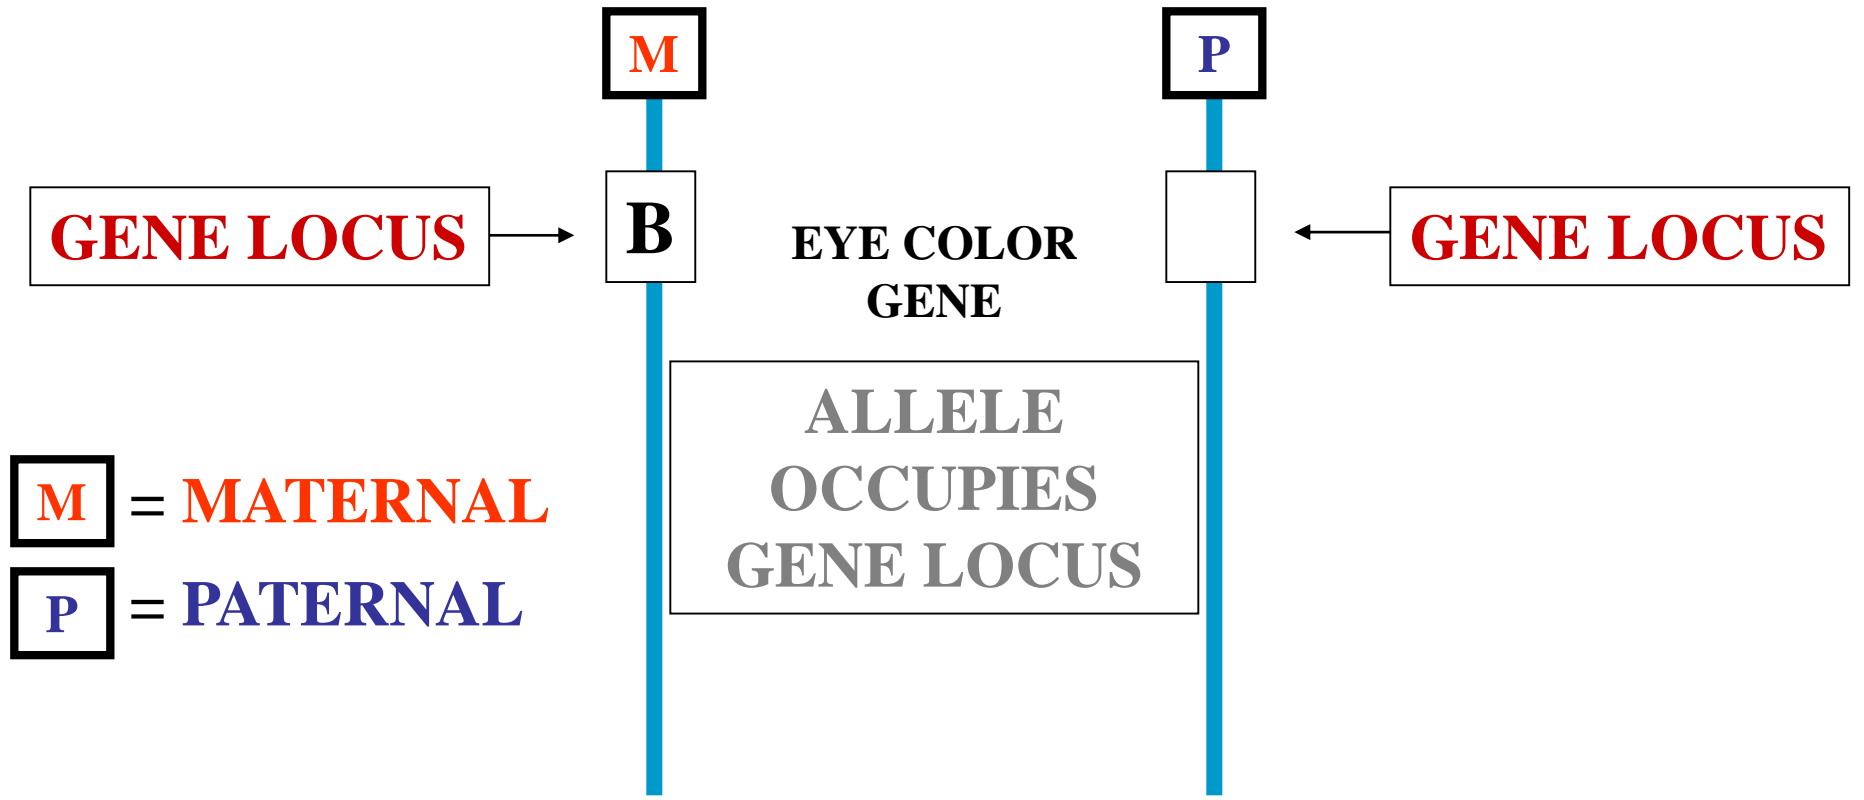 M
P
GENE LOCUS
B
EYE COLOR
GENE
GENE LOCUS
ALLELE
OCCUPIES
GENE LOCUS
M = MATERNAL
P = PATERNAL